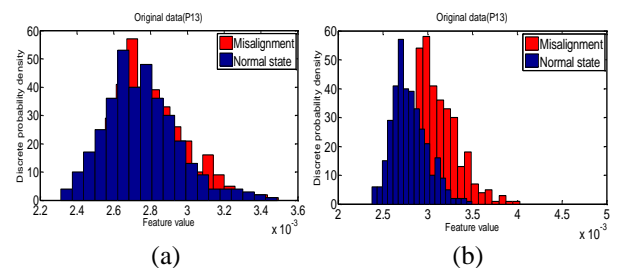 Original data(P13)
60
50
40
30
20
10
0
Discrete probability density
Misalignment
Normal state
2.2 2.4 2.6 2.8 3 3.2 3.4 3.6
Feature value
x 10-3
(a)
Original data(P13)
60
50
40
30
20
10
0
Discrete probability density
Misalignment
Normal state
2 2.5 3 3.5 4 4.5 5
Feature value
x 10-3
(b)